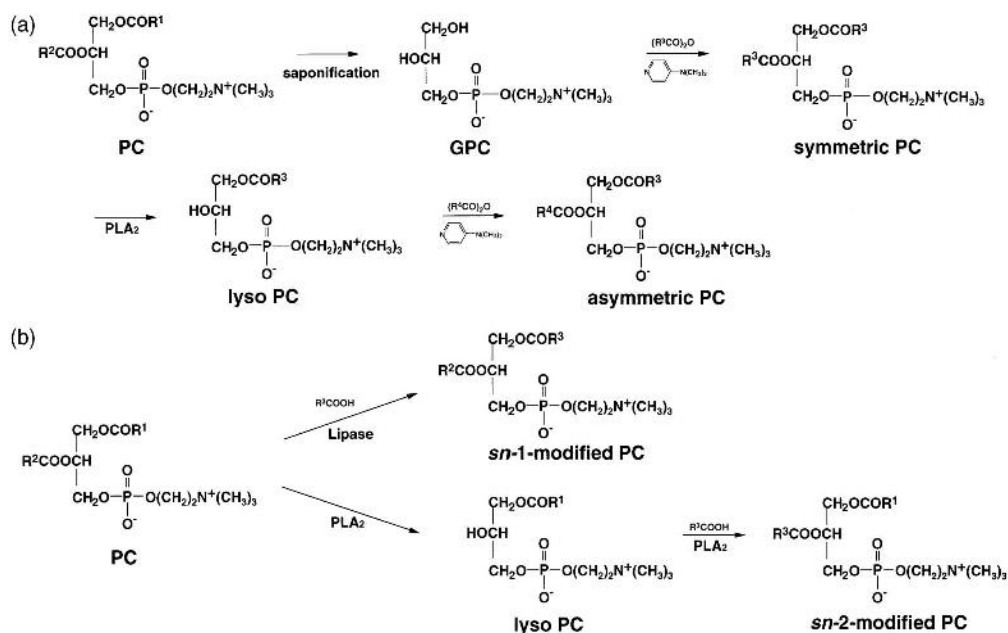 (a)
CH₂OCOR¹
R²COOCH
O
CH₂O-P-O(CH₂)₂N⁺(CH₃)₃
O⁻
PC
saponification
CH₂OH
HOCH
O
CH₂O-P-O(CH₂)₂N⁺(CH₃)₃
O⁻
GPC
(R³CO)₂O
N
N(CH₃)₂
CH₂OCOR³
R³COOCH
O
CH₂O-P-O(CH₂)₂N⁺(CH₃)₃
O⁻
symmetric PC
PLA₂
CH₂OCOR³
HOCH
O
CH₂O-P-O(CH₂)₂N⁺(CH₃)₃
O⁻
lyso PC
(R⁴CO)₂O
N
N(CH₃)₂
CH₂OCOR³
R⁴COOCH
O
CH₂O-P-O(CH₂)₂N⁺(CH₃)₃
O⁻
asymmetric PC
(b)
CH₂OCOR¹
R²COOCH
O
CH₂O-P-O(CH₂)₂N⁺(CH₃)₃
O⁻
PC
R³COOH
Lipase
CH₂OCOR³
R²COOCH
O
CH₂O-P-O(CH₂)₂N⁺(CH₃)₃
O⁻
sn-1-modified PC
PLA₂
CH₂OCOR¹
HOCH
O
CH₂O-P-O(CH₂)₂N⁺(CH₃)₃
O⁻
lyso PC
R³COOH
PLA₂
CH₂OCOR¹
R³COOCH
O
CH₂O-P-O(CH₂)₂N⁺(CH₃)₃
O⁻
sn-2-modified PC